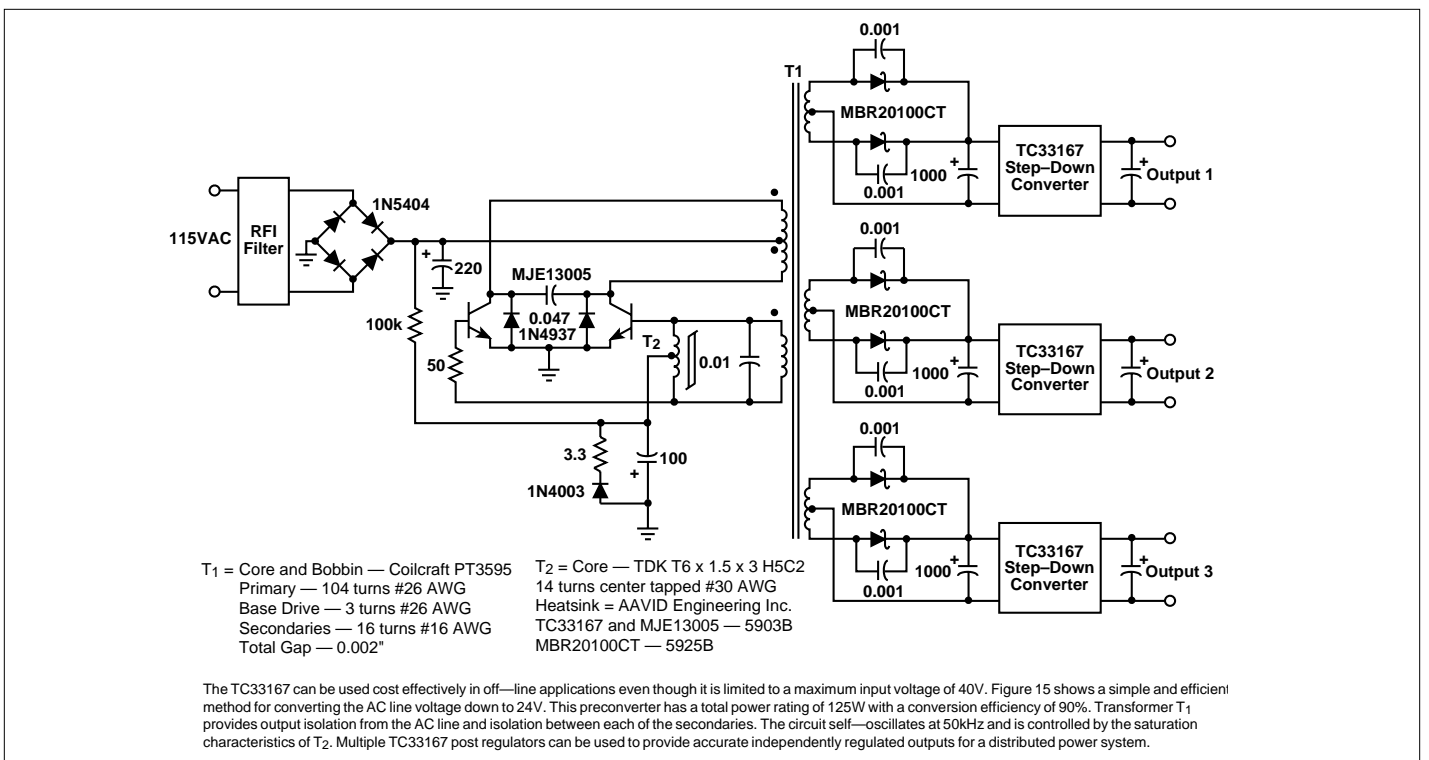 0.001
T1
MBR20100CT
0.001
1000
+
TC33167
Step–Down
Converter
+
Output 1
115VAC
RFI
Filter
1N5404
+
220
100k
MJE13005
0.047
1N4937
50
T2
0.01
3.3
1N4003
+
100
0.001
MBR20100CT
0.001
1000
+
TC33167
Step–Down
Converter
+
Output 2
0.001
MBR20100CT
0.001
1000
+
TC33167
Step–Down
Converter
+
Output 3
T1 = Core and Bobbin — Coilcraft PT3595
Primary — 104 turns #26 AWG
Base Drive — 3 turns #26 AWG
Secondaries — 16 turns #16 AWG
Total Gap — 0.002"
T2 = Core — TDK T6 x 1.5 x 3 H5C2
14 turns center tapped #30 AWG
Heatsink = AAVID Engineering Inc.
TC33167 and MJE13005 — 5903B
MBR20100CT — 5925B
The TC33167 can be used cost effectively in off—line applications even though it is limited to a maximum input voltage of 40V. Figure 15 shows a simple and efficient
method for converting the AC line voltage down to 24V. This preconverter has a total power rating of 125W with a conversion efficiency of 90%. Transformer T1
provides output isolation from the AC line and isolation between each of the secondaries. The circuit self—oscillates at 50kHz and is controlled by the saturation
characteristics of T2. Multiple TC33167 post regulators can be used to provide accurate independently regulated outputs for a distributed power system.